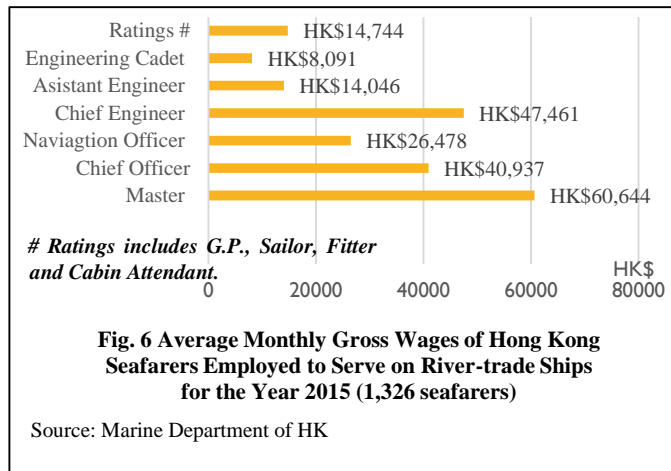 Ratings # HK$14,744
Engineering Cadet HK$8,091
Asistant Engineer HK$14,046
Chief Engineer HK$47,461
Naviagtion Officer HK$26,478
Chief Officer HK$40,937
Master HK$60,644
# Ratings includes G.P., Sailor, Fitter
and Cabin Attendant.
HK$
0 20000 40000 60000 80000
Fig. 6 Average Monthly Gross Wages of Hong Kong
Seafarers Employed to Serve on River-trade Ships
for the Year 2015 (1,326 seafarers)
Source: Marine Department of HK